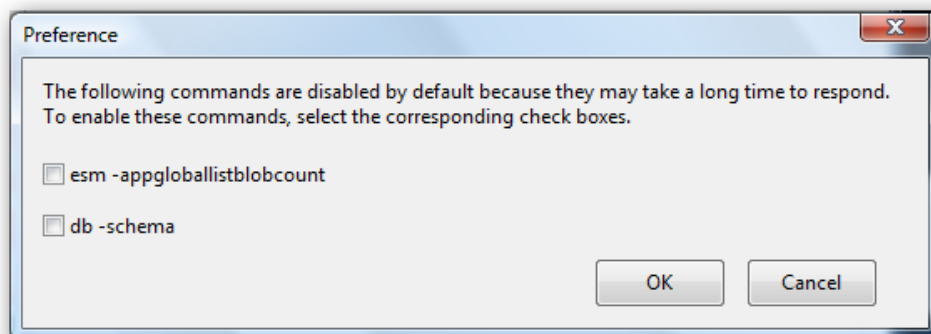 Preference
The following commands are disabled by default because they may take a long time to respond.
To enable these commands, select the corresponding check boxes.
esm -appgloballistblobcount
db -schema
OK Cancel